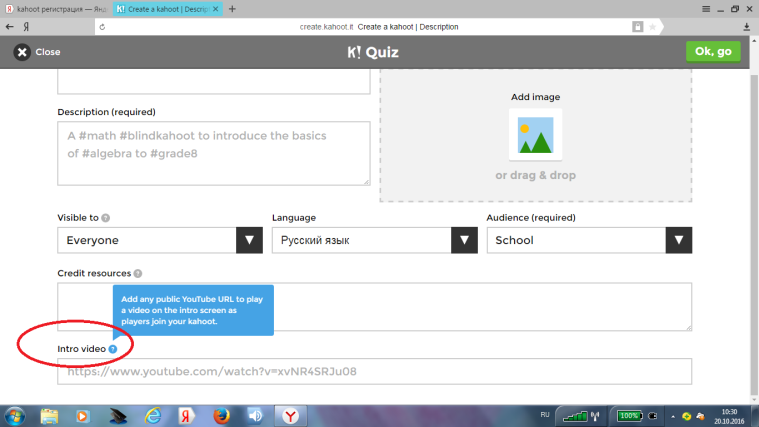 kahoot регистрация — Янд
Create a kahoot | Descrip
create.kahoot.it Create a kahoot | Description
Я
Close
K! Quiz
Ok, go
Description (required)
A #math #blindkahoot to introduce the basics
of #algebra to #grade8
Add image
or drag & drop
Visible to ?
Language
Audience (required)
Everyone
Русский язык
School
Credit resources ?
Add any public YouTube URL to play
a video on the intro screen as
players join your kahoot.
Intro video ?
https://www.youtube.com/watch?v=xvNR4SRJu08
RU
100%
10:30
20.10.2016